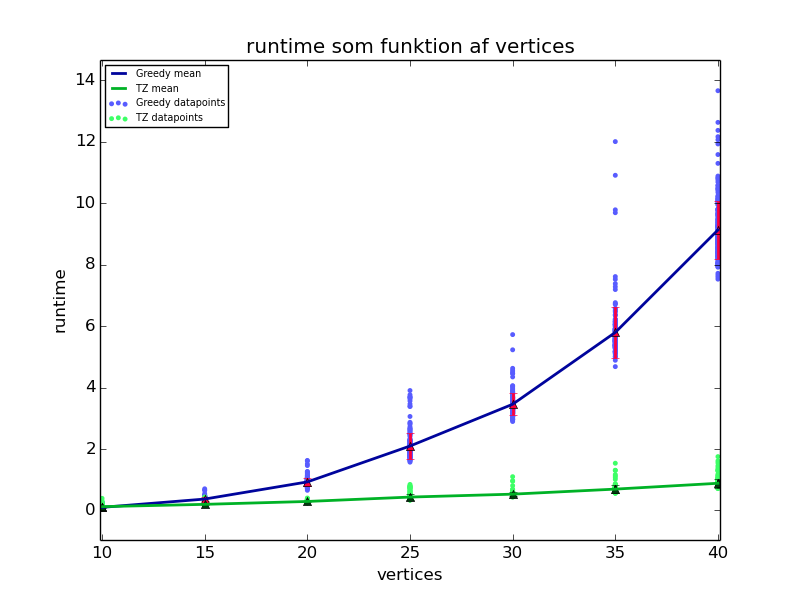 runtime som funktion af vertices
Greedy mean
TZ mean
Greedy datapoints
TZ datapoints
14
12
10
8
6
4
2
0
runtime
10 15 20 25 30 35 40
vertices